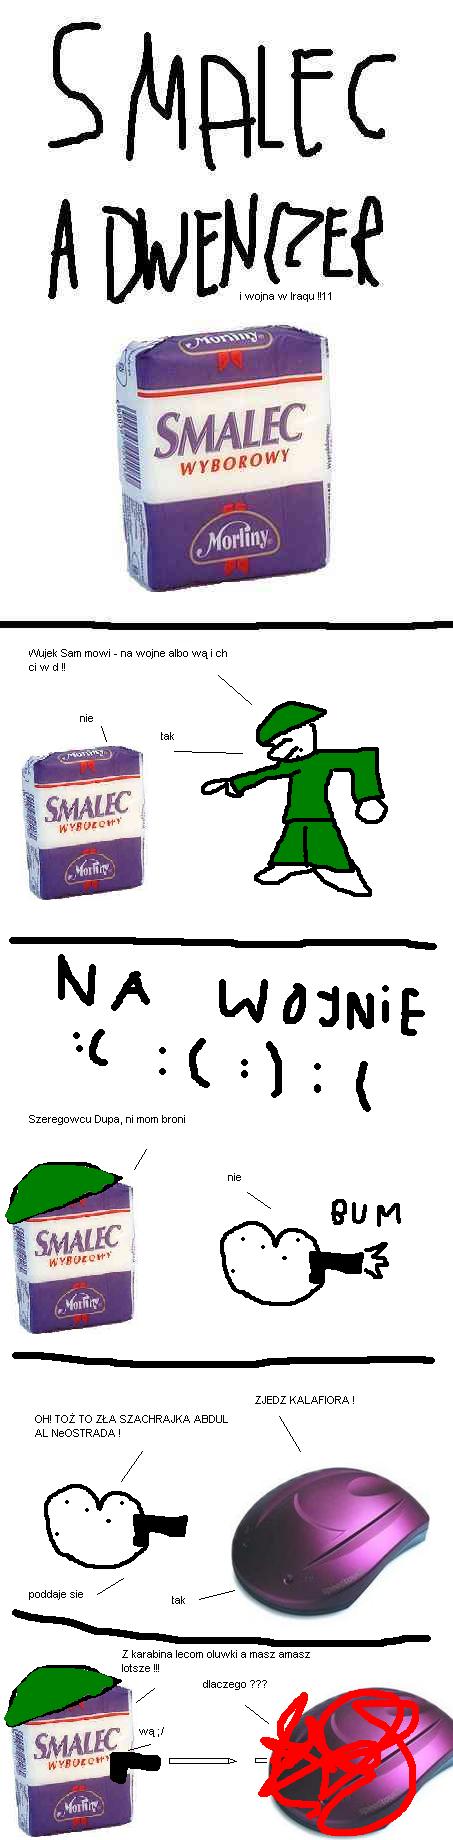 SMALEC
A DWENCZER
i wojna w Iraqu !!11
Morliny
SMALEC
WYBOROWY
Morliny
Wujek Sam mowi - na wojne albo wą i ch
ci w d !!
nie
tak
Morliny
SMALEC
WYBOROWY
Morliny
NA WOJNIE
:( :( :) :(
Szeregowcu Dupa, ni mom broni
nie
BUM
SMALEC
WYBOROWY
Morliny
ZJEDZ KALAFIORA !
OH! TOŻ TO ZŁA SZACHRAJKA ABDUL
AL NeOSTRADA !
poddaje sie
tak
Z karabina lecom oluwki a masz amasz
lotsze !!!
dlaczego ???
wą ;/
SMALEC
WYBOROWY
Morliny